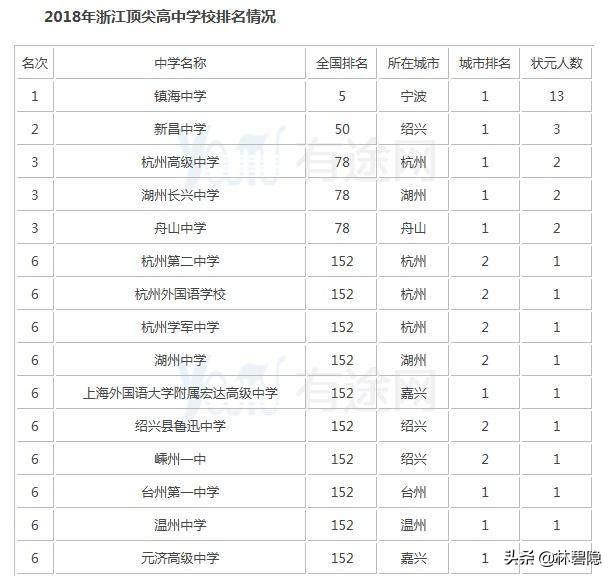 2018年浙江顶尖高中学校排名情况
名次 中学名称 全国排名 所在城市 城市排名 状元人数
1 镇海中学 5 宁波 1 13
2 新昌中学 50 绍兴 1 3
3 杭州高级中学 78 杭州 1 2
3 湖州长兴中学 78 湖州 1 2
3 舟山中学 78 舟山 1 2
6 杭州第二中学 152 杭州 2 1
6 杭州外国语学校 152 杭州 2 1
6 杭州学军中学 152 杭州 2 1
6 湖州中学 152 湖州 2 1
6 上海外国语大学附属宏达高级中学 152 嘉兴 1 1
6 绍兴县鲁迅中学 152 绍兴 2 1
6 嵊州一中 152 绍兴 2 1
6 台州第一中学 152 台州 1 1
6 温州中学 152 温州 1 1
6 元济高级中学 152 嘉兴 1
有途网
有途网
头条 @林碧隐